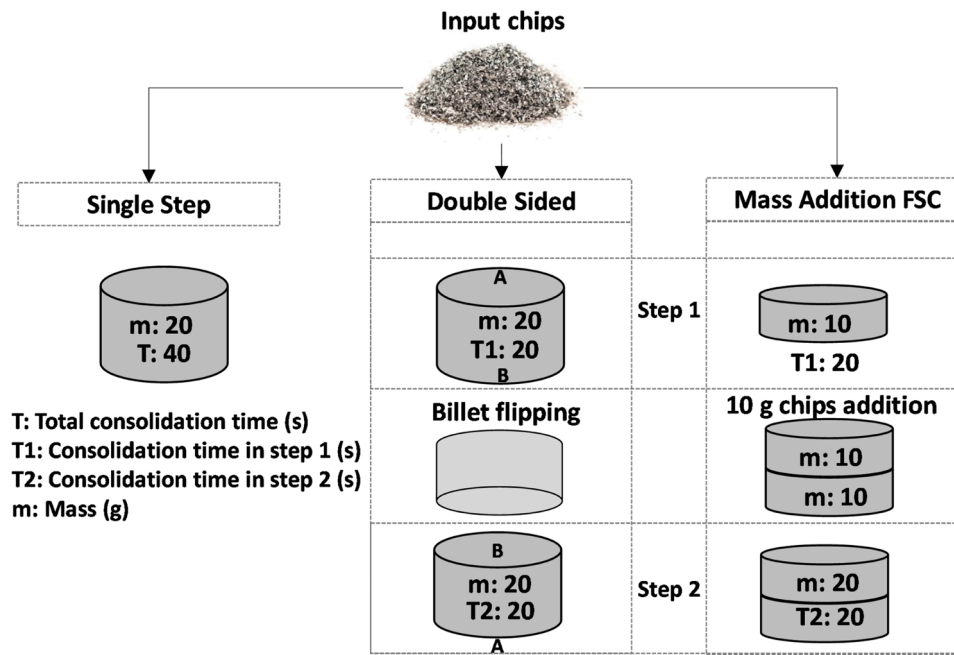 Input chips
Single Step
Double Sided
Mass Addition FSC
m: 20
T: 40
A
m: 20
T1: 20
B
Step 1
m: 10
T1: 20
T: Total consolidation time (s)
T1: Consolidation time in step 1 (s)
T2: Consolidation time in step 2 (s)
m: Mass (g)
Billet flipping
10 g chips addition
m: 10
m: 10
B
m: 20
T2: 20
A
Step 2
m: 20
T2: 20